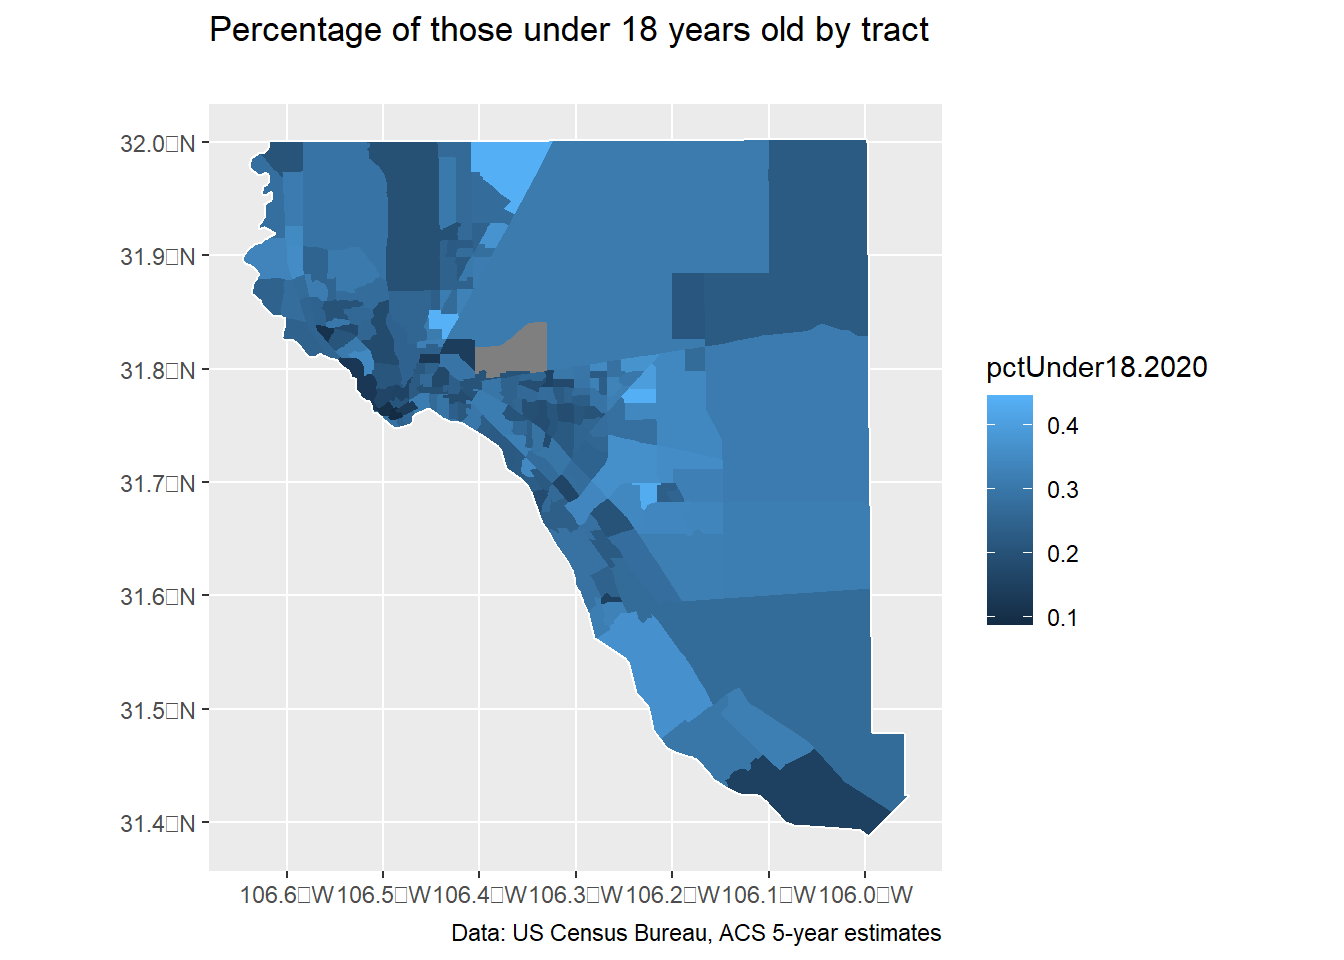 Percentage of those under 18 years old by tract
32.0□N
31.9□N
31.8□N
31.7□N
31.6□N
31.5□N
31.4□N
106.6□W 106.5□W 106.4□W 106.3□W 106.2□W 106.1□W 106.0□W
pctUnder18.2020
0.4
0.3
0.2
0.1
Data: US Census Bureau, ACS 5-year estimates